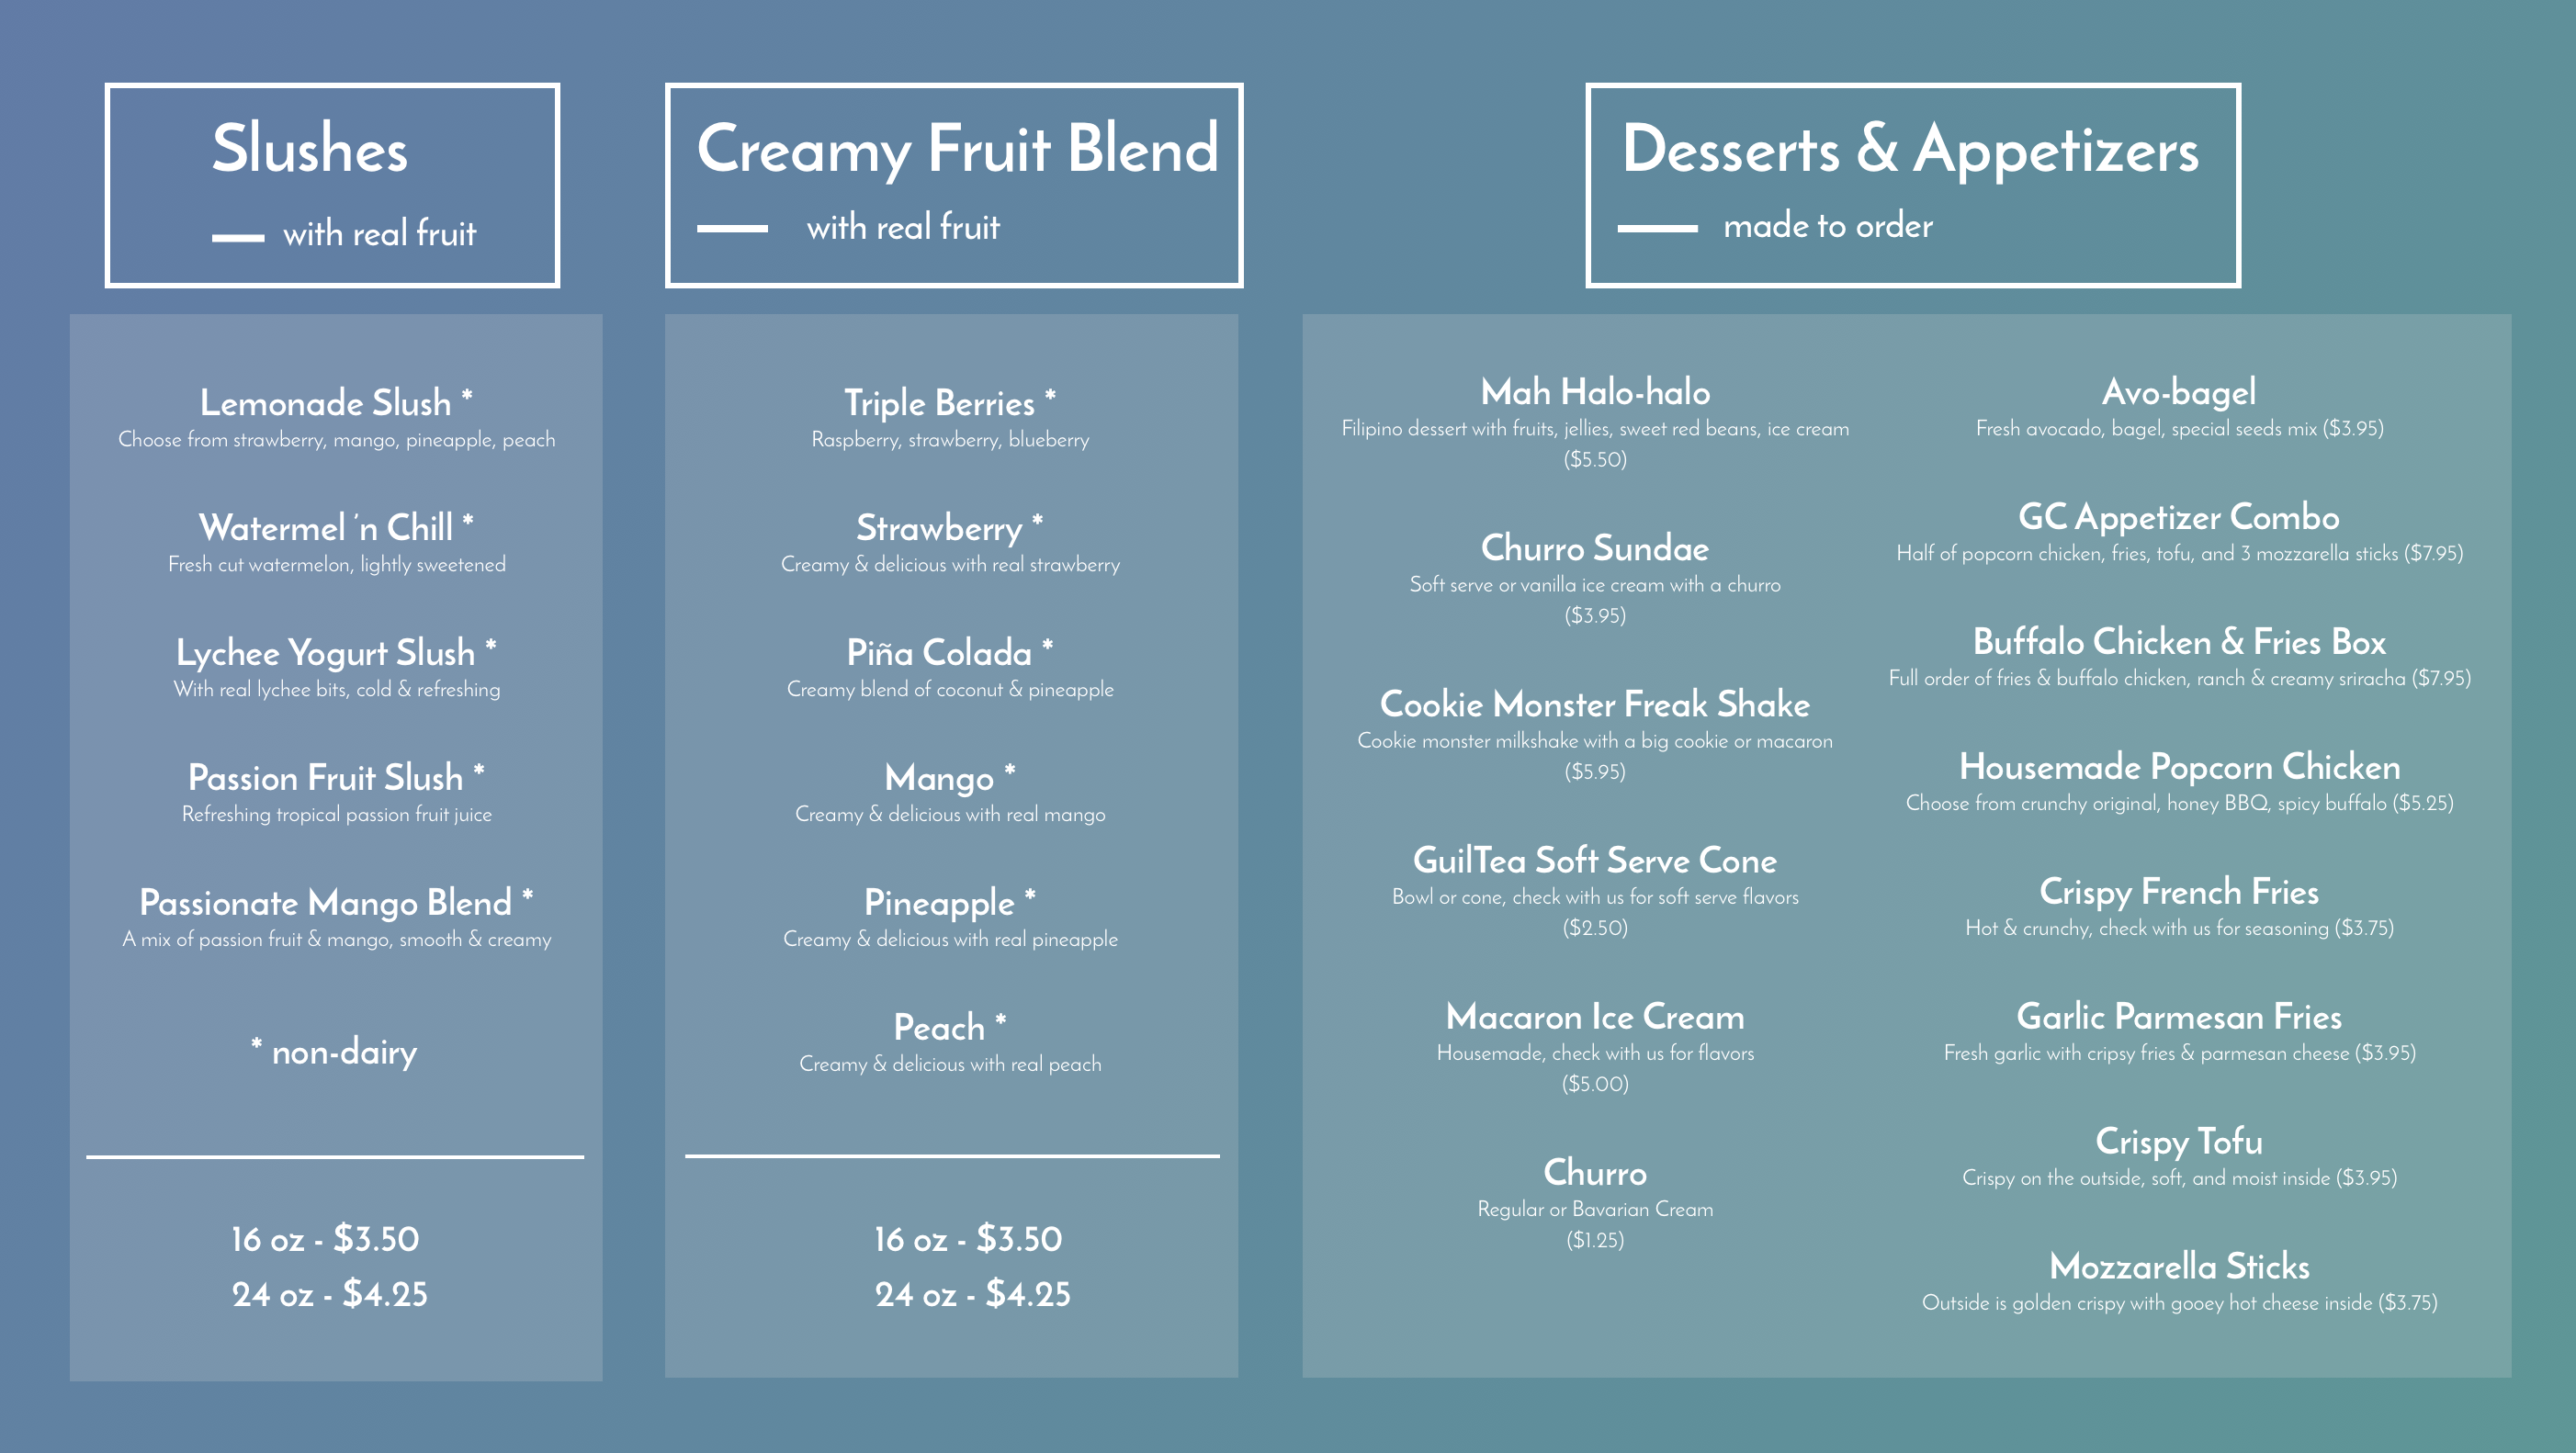 Slushes
with real fruit
Lemonade Slush *
Choose from strawberry, mango, pineapple, peach
Watermel 'n Chill *
Fresh cut watermelon, lightly sweetened
Lychee Yogurt Slush *
With real lychee bits, cold & refreshing
Passion Fruit Slush *
Refreshing tropical passion fruit juice
Passionate Mango Blend *
A mix of passion fruit & mango, smooth & creamy
* non-dairy
16 oz - $3.50
24 oz - $4.25
Creamy Fruit Blend
with real fruit
Triple Berries *
Raspberry, strawberry, blueberry
Strawberry *
Creamy & delicious with real strawberry
Piña Colada *
Creamy blend of coconut & pineapple
Mango *
Creamy & delicious with real mango
Pineapple *
Creamy & delicious with real pineapple
Peach *
Creamy & delicious with real peach
16 oz - $3.50
24 oz - $4.25
Desserts & Appetizers
made to order
Mah Halo-halo
Filipino dessert with fruits, jellies, sweet red beans, ice cream
($5.50)
Churro Sundae
Soft serve or vanilla ice cream with a churro
($3.95)
Cookie Monster Freak Shake
Cookie monster milkshake with a big cookie or macaron
($5.95)
GuilTea Soft Serve Cone
Bowl or cone, check with us for soft serve flavors
($2.50)
Macaron Ice Cream
Housemade, check with us for flavors
($5.00)
Churro
Regular or Bavarian Cream
($1.25)
Avo-bagel
Fresh avocado, bagel, special seeds mix ($3.95)
GC Appetizer Combo
Half of popcorn chicken, fries, tofu, and 3 mozzarella sticks ($7.95)
Buffalo Chicken & Fries Box
Full order of fries & buffalo chicken, ranch & creamy sriracha ($7.95)
Housemade Popcorn Chicken
Choose from crunchy original, honey BBQ, spicy buffalo ($5.25)
Crispy French Fries
Hot & crunchy, check with us for seasoning ($3.75)
Garlic Parmesan Fries
Fresh garlic with cripsy fries & parmesan cheese ($3.95)
Crispy Tofu
Crispy on the outside, soft, and moist inside ($3.95)
Mozzarella Sticks
Outside is golden crispy with gooey hot cheese inside ($3.75)